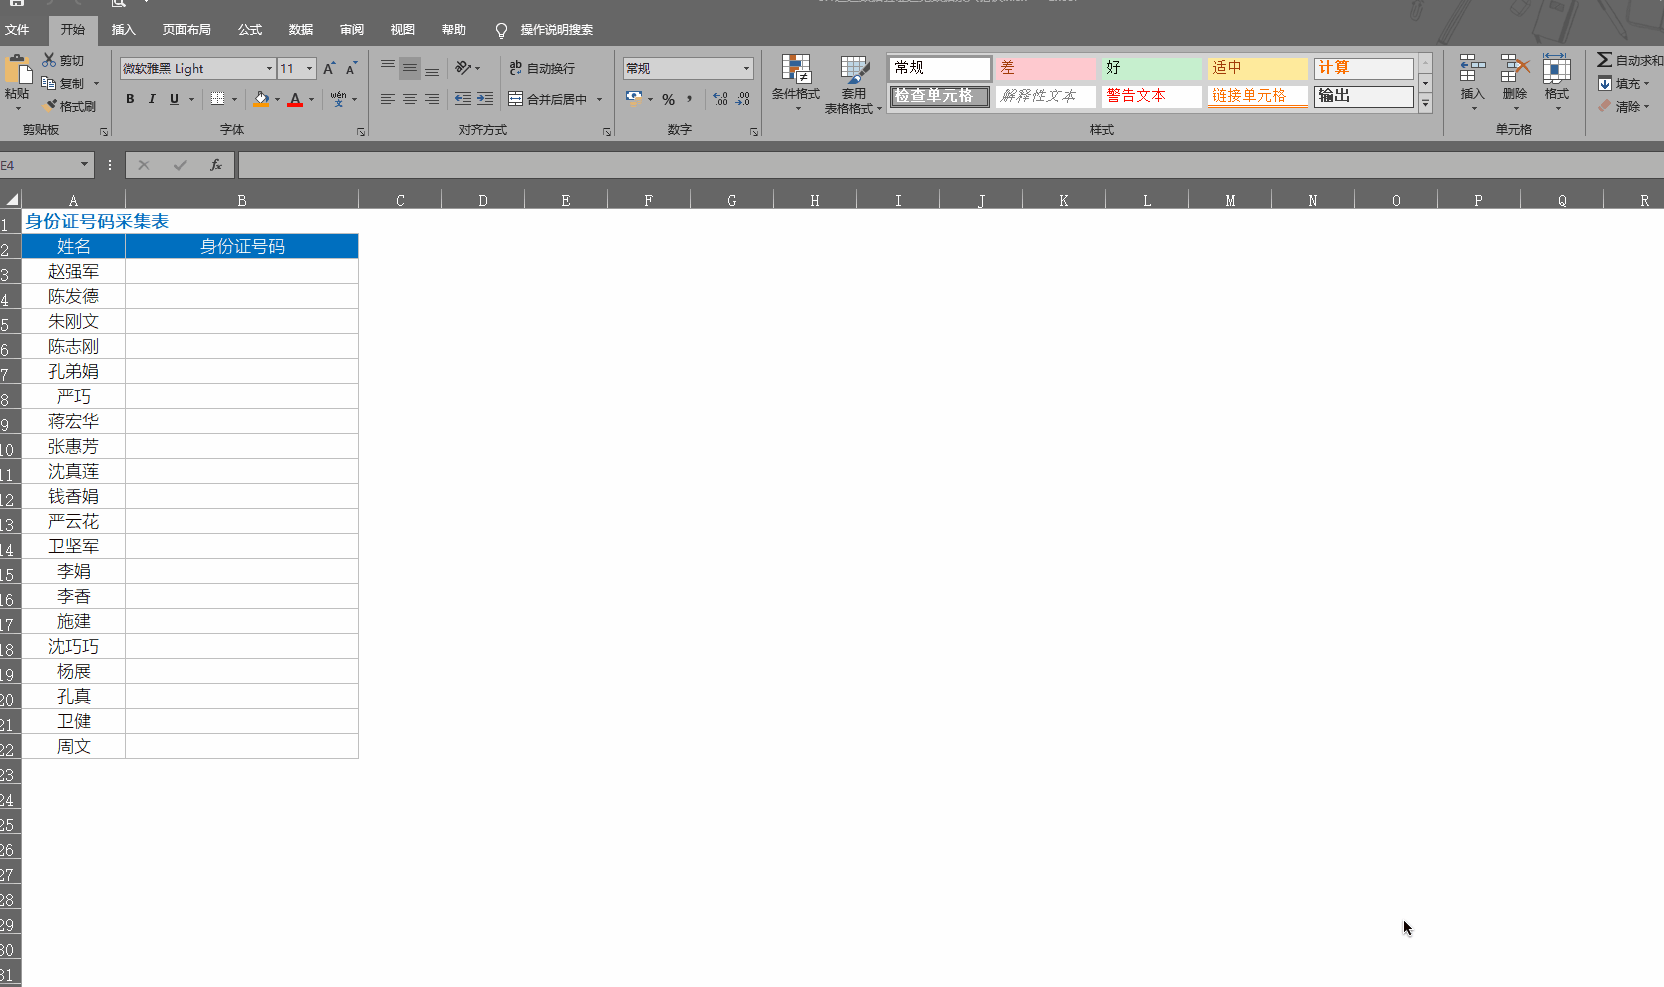 文件 开始 插入 页面布局 公式 数据 审阅 视图 帮助 操作说明搜索
粘贴 剪切 复制 格式刷 剪贴板
微软雅黑 Light 11 A A
B I U A wén 文 字体
ab 自动换行 合并后居中 对齐方式
常规 % , .00 .00 数字
条件格式 套用 表格格式
常规 差 好 适中 计算
检查单元格 解释性文本 警告文本 链接单元格 输出
样式
插入 删除 格式 单元格
Σ 自动求和
填充
清除
E4 fx
A B C D E F G H I J K L M N O P Q R
1 身份证号码采集表
2 姓名 身份证号码
3 赵强军
4 陈发德
5 朱刚文
6 陈志刚
7 孔弟娟
8 严巧
9 蒋宏华
10 张惠芳
11 沈真莲
12 钱香娟
13 严云花
14 卫坚军
15 李娟
16 李香
17 施建
18 沈巧巧
19 杨展
20 孔真
21 卫健
22 周文
23
24
25
26
27
28
29
30
31